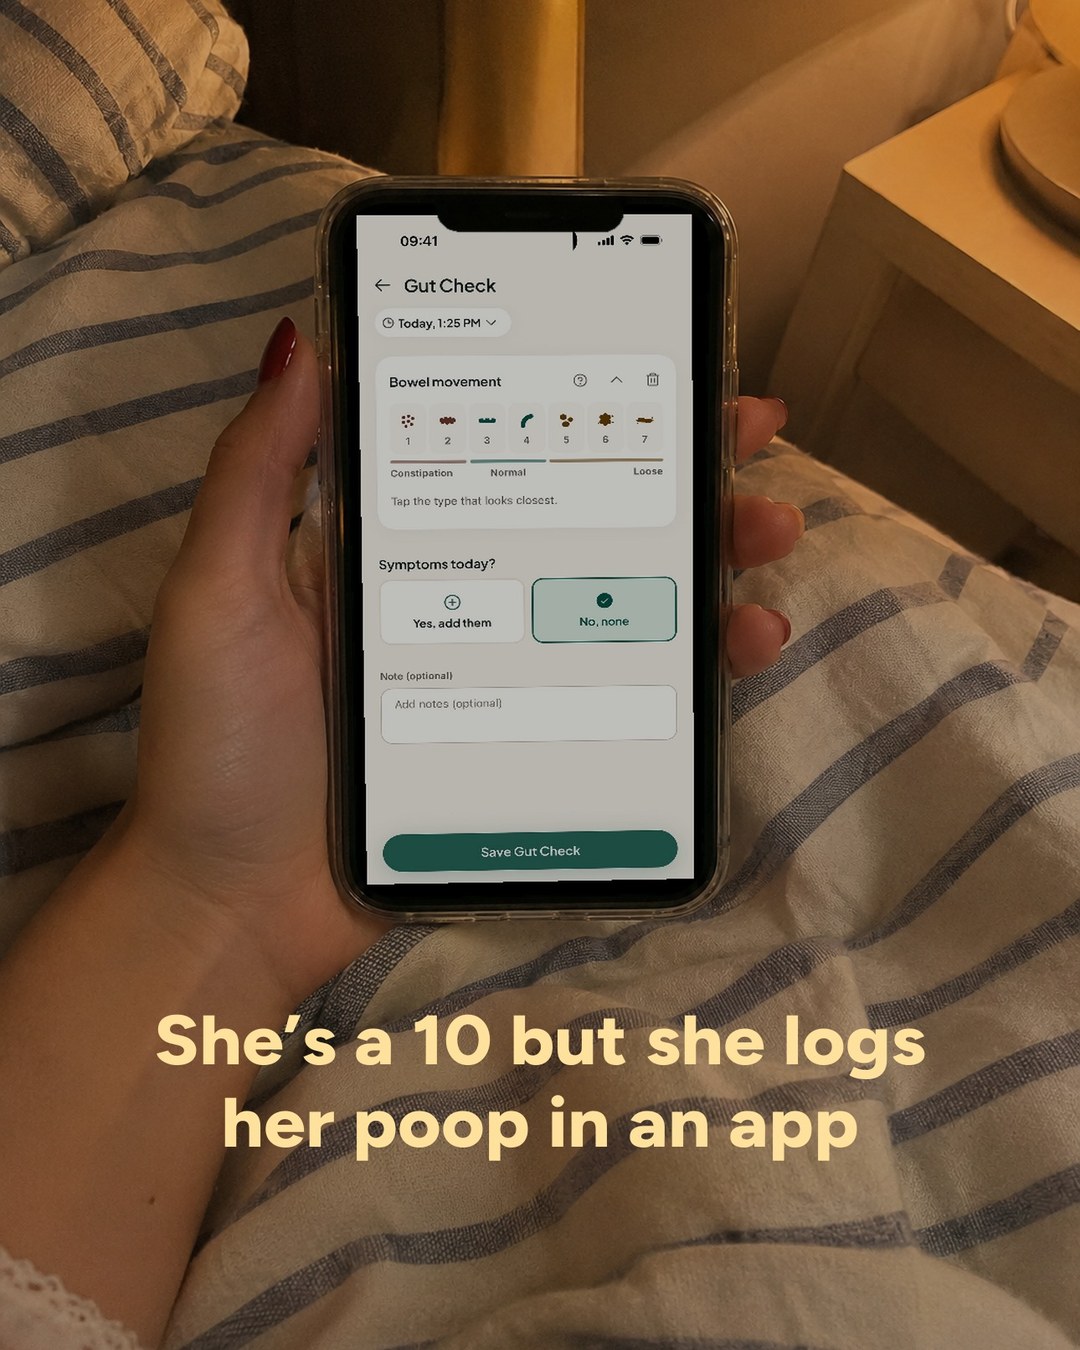 09:41
Gut Check
Today, 1:25 PM
Bowel movement
1 2 3 4 5 6 7
Constipation Normal Loose
Tap the type that looks closest.
Symptoms today?
Yes, add them No, none
Note (optional)
Add notes (optional)
Save Gut Check
She’s a 10 but she logs
her poop in an app